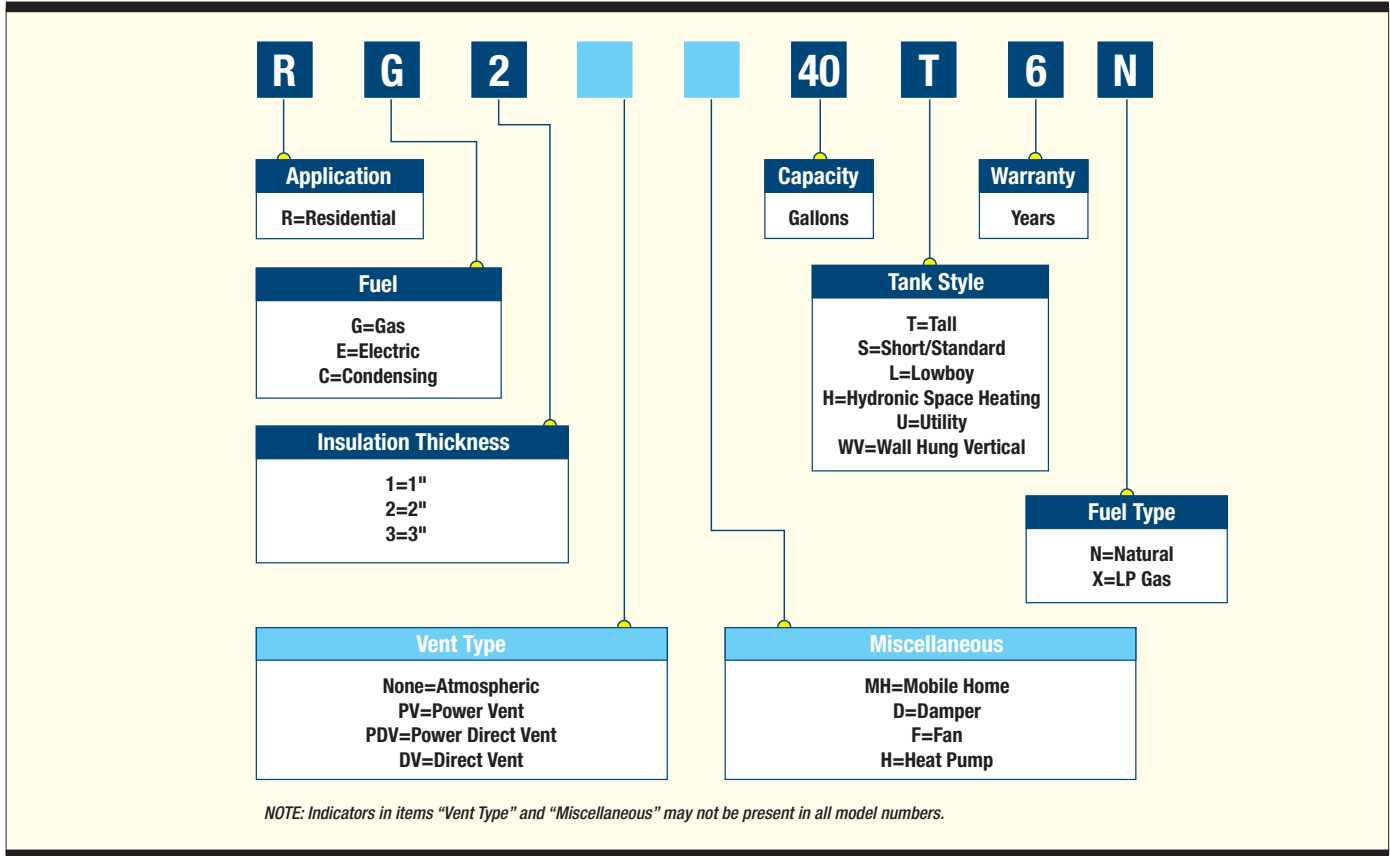 R G 2 40 T 6 N
Application
R=Residential
Capacity
Gallons
Warranty
Years
Fuel
G=Gas
E=Electric
C=Condensing
Tank Style
T=Tall
S=Short/Standard
L=Lowboy
H=Hydronic Space Heating
U=Utility
WV=Wall Hung Vertical
Insulation Thickness
1=1"
2=2"
3=3"
Fuel Type
N=Natural
X=LP Gas
Vent Type
None=Atmospheric
PV=Power Vent
PDV=Power Direct Vent
DV=Direct Vent
Miscellaneous
MH=Mobile Home
D=Damper
F=Fan
H=Heat Pump
NOTE: Indicators in items “Vent Type” and “Miscellaneous” may not be present in all model numbers.